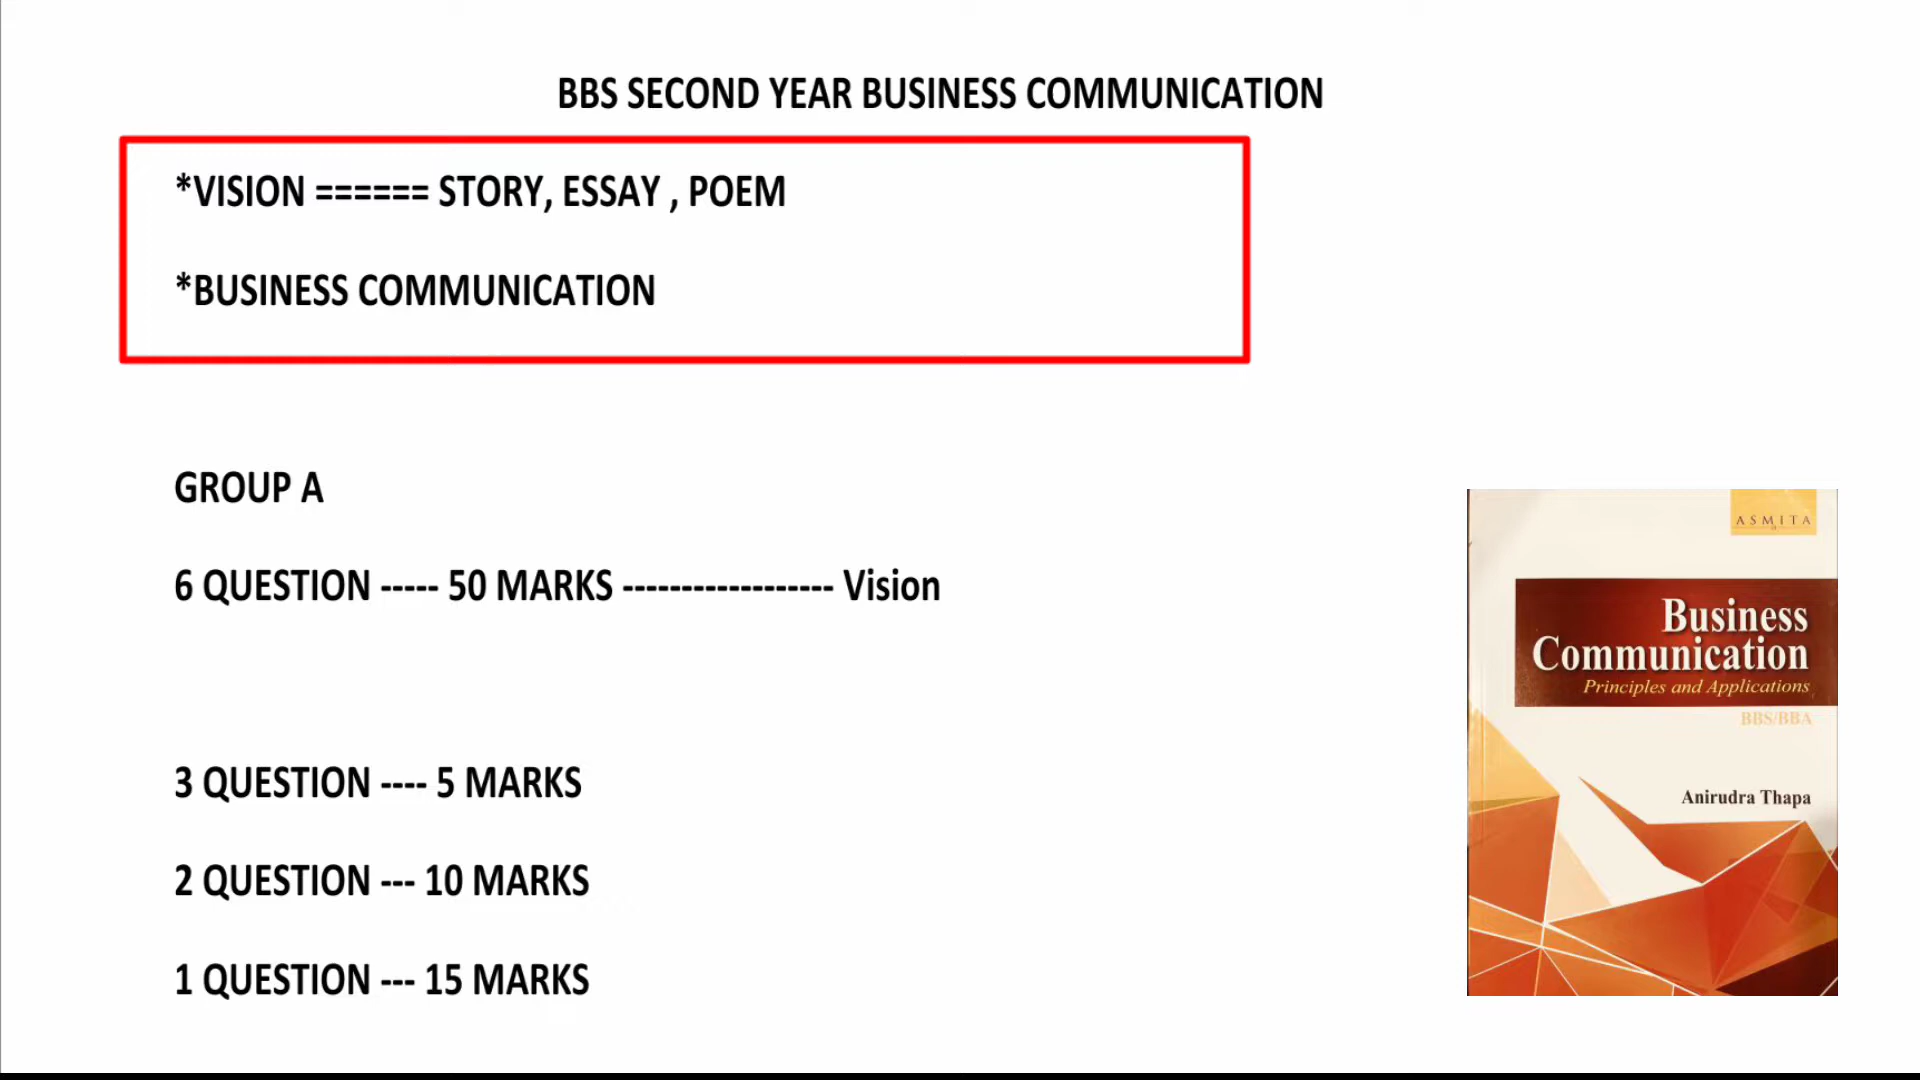 BBS SECOND YEAR BUSINESS COMMUNICATION
*VISION ====== STORY, ESSAY , POEM
*BUSINESS COMMUNICATION
GROUP A
6 QUESTION ----- 50 MARKS ------------------ Vision
3 QUESTION ---- 5 MARKS
2 QUESTION --- 10 MARKS
1 QUESTION --- 15 MARKS
ASMITA
Business
Communication
Principles and Applications
BBS/BBA
Anirudra Thapa